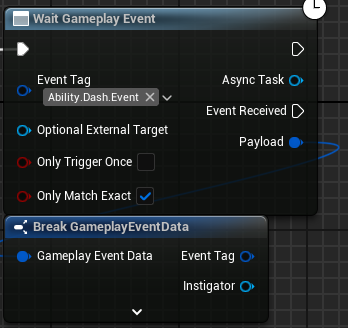 Wait Gameplay Event
Event Tag
Ability.Dash.Event
Async Task
Event Received
Optional External Target
Payload
Only Trigger Once
Only Match Exact
Break GameplayEventData
Gameplay Event Data
Event Tag
Instigator